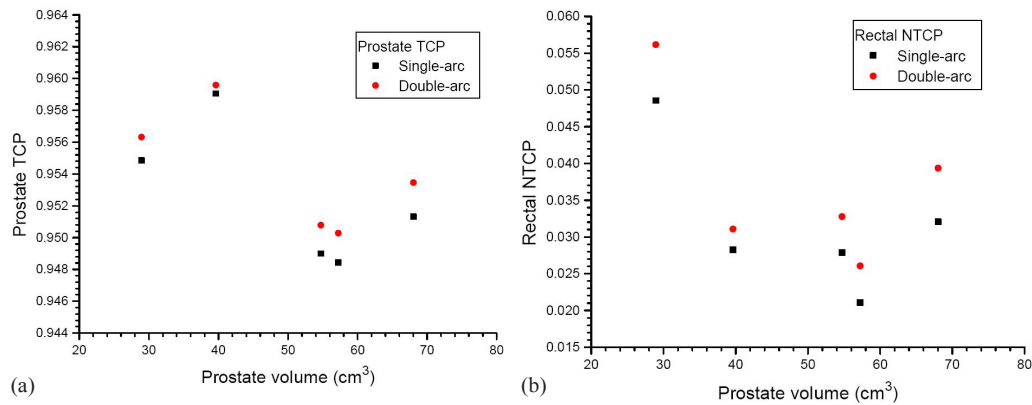 0.964
0.962
0.960
0.958
0.956
0.954
0.952
0.950
0.948
0.946
0.944
Prostate TCP
Prostate TCP
Single-arc
Double-arc
20 30 40 50 60 70 80
Prostate volume (cm³)
(a)
0.060
0.055
0.050
0.045
0.040
0.035
0.030
0.025
0.020
0.015
Rectal NTCP
Rectal NTCP
Single-arc
Double-arc
20 30 40 50 60 70 80
Prostate volume (cm³)
(b)